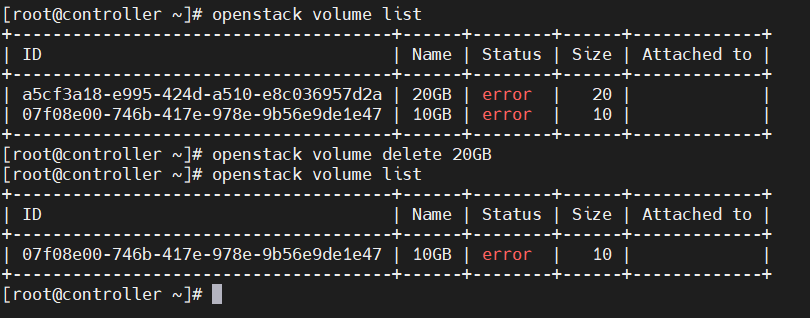 [root@controller ~]# openstack volume list
+--------------------------------------+------+--------+------+-------------+
| ID                                   | Name | Status | Size | Attached to |
+--------------------------------------+------+--------+------+-------------+
| a5cf3a18-e995-424d-a510-e8c036957d2a | 20GB | error  |   20 |             |
| 07f08e00-746b-417e-978e-9b56e9de1e47 | 10GB | error  |   10 |             |
+--------------------------------------+------+--------+------+-------------+
[root@controller ~]# openstack volume delete 20GB
[root@controller ~]# openstack volume list
+--------------------------------------+------+--------+------+-------------+
| ID                                   | Name | Status | Size | Attached to |
+--------------------------------------+------+--------+------+-------------+
| 07f08e00-746b-417e-978e-9b56e9de1e47 | 10GB | error  |   10 |             |
+--------------------------------------+------+--------+------+-------------+
[root@controller ~]#